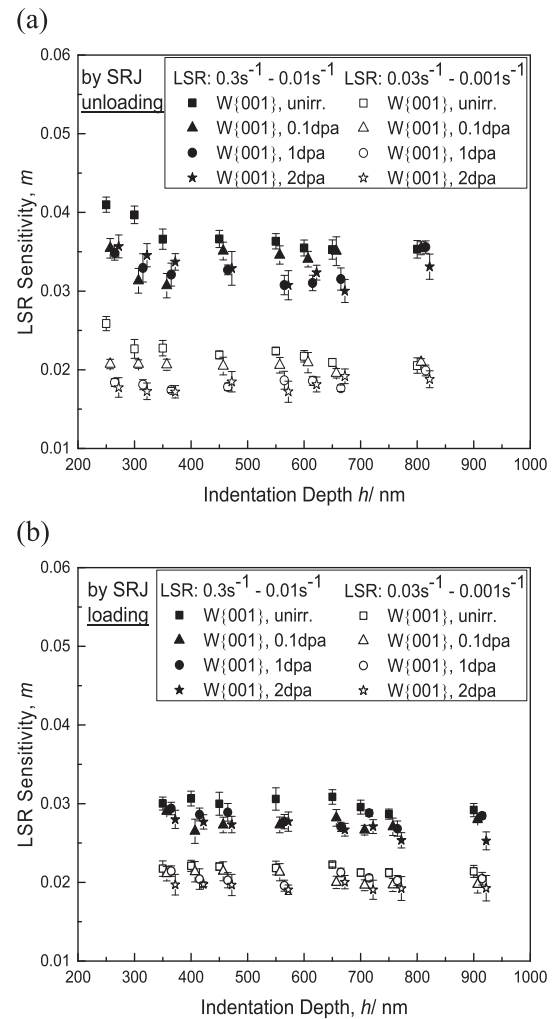 (a)
0.06
0.05
0.04
0.03
0.02
0.01
LSR Sensitivity, m
by SRJ
unloading
LSR: 0.3s⁻¹ - 0.01s⁻¹ LSR: 0.03s⁻¹ - 0.001s⁻¹
■ W{001}, unirr. □ W{001}, unirr.
▲ W{001}, 0.1dpa △ W{001}, 0.1dpa
● W{001}, 1dpa ○ W{001}, 1dpa
★ W{001}, 2dpa ☆ W{001}, 2dpa
200 300 400 500 600 700 800 900 1000
Indentation Depth h/ nm
(b)
0.06
0.05
0.04
0.03
0.02
0.01
LSR Sensitivity, m
by SRJ
loading
LSR: 0.3s⁻¹ - 0.01s⁻¹ LSR: 0.03s⁻¹ - 0.001s⁻¹
■ W{001}, unirr. □ W{001}, unirr.
▲ W{001}, 0.1dpa △ W{001}, 0.1dpa
● W{001}, 1dpa ○ W{001}, 1dpa
★ W{001}, 2dpa ☆ W{001}, 2dpa
200 300 400 500 600 700 800 900 1000
Indentation Depth, h/ nm